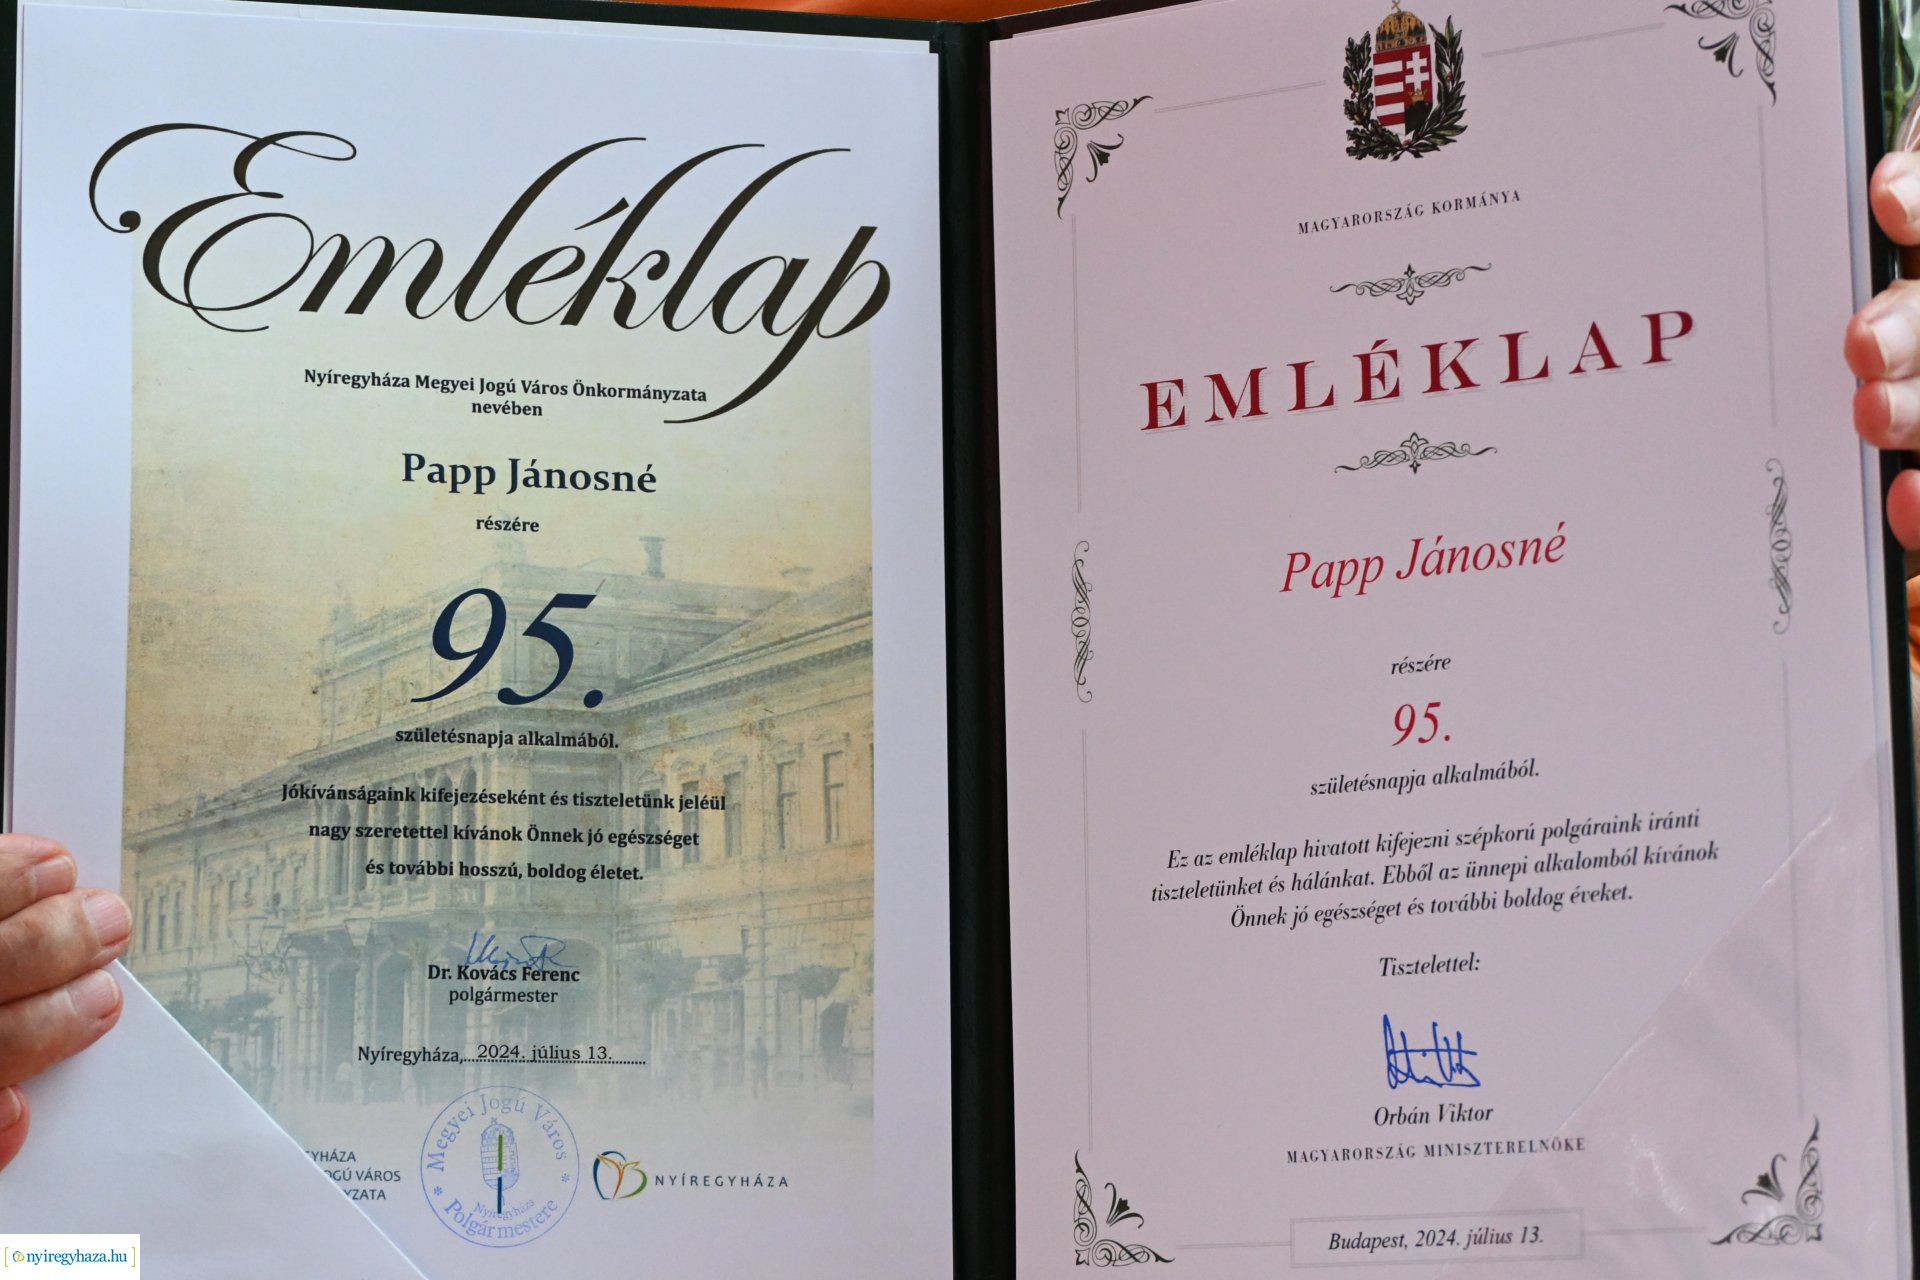 Emléklap
Nyíregyháza Megyei Jogú Város Önkormányzata
nevében
Papp Jánosné
részére
95.
születésnapja alkalmából.
Jókívánságaink kifejezéseként és tiszteletünk jeléül
nagy szeretettel kívánok Önnek jó egészséget
és további hosszú, boldog életet.
Dr. Kovács Ferenc
polgármester
Nyíregyháza, 2024. július 13.
YHÁZA
OGÚ VÁROS
YZATA
Megyei Jogú Város
Nyíregyháza
* Polgármestere *
NYÍREGYHÁZA
MAGYARORSZÁG KORMÁNYA
EMLÉKLAP
Papp Jánosné
részére
95.
születésnapja alkalmából.
Ez az emléklap hivatott kifejezni szépkorú polgáraink iránti
tiszteletünket és hálánkat. Ebből az ünnepi alkalomból kívánok
Önnek jó egészséget és további boldog éveket.
Tisztelettel:
Orbán Viktor
MAGYARORSZÁG MINISZTERELNÖKE
Budapest, 2024. július 13.
[nyiregyhaza.hu]